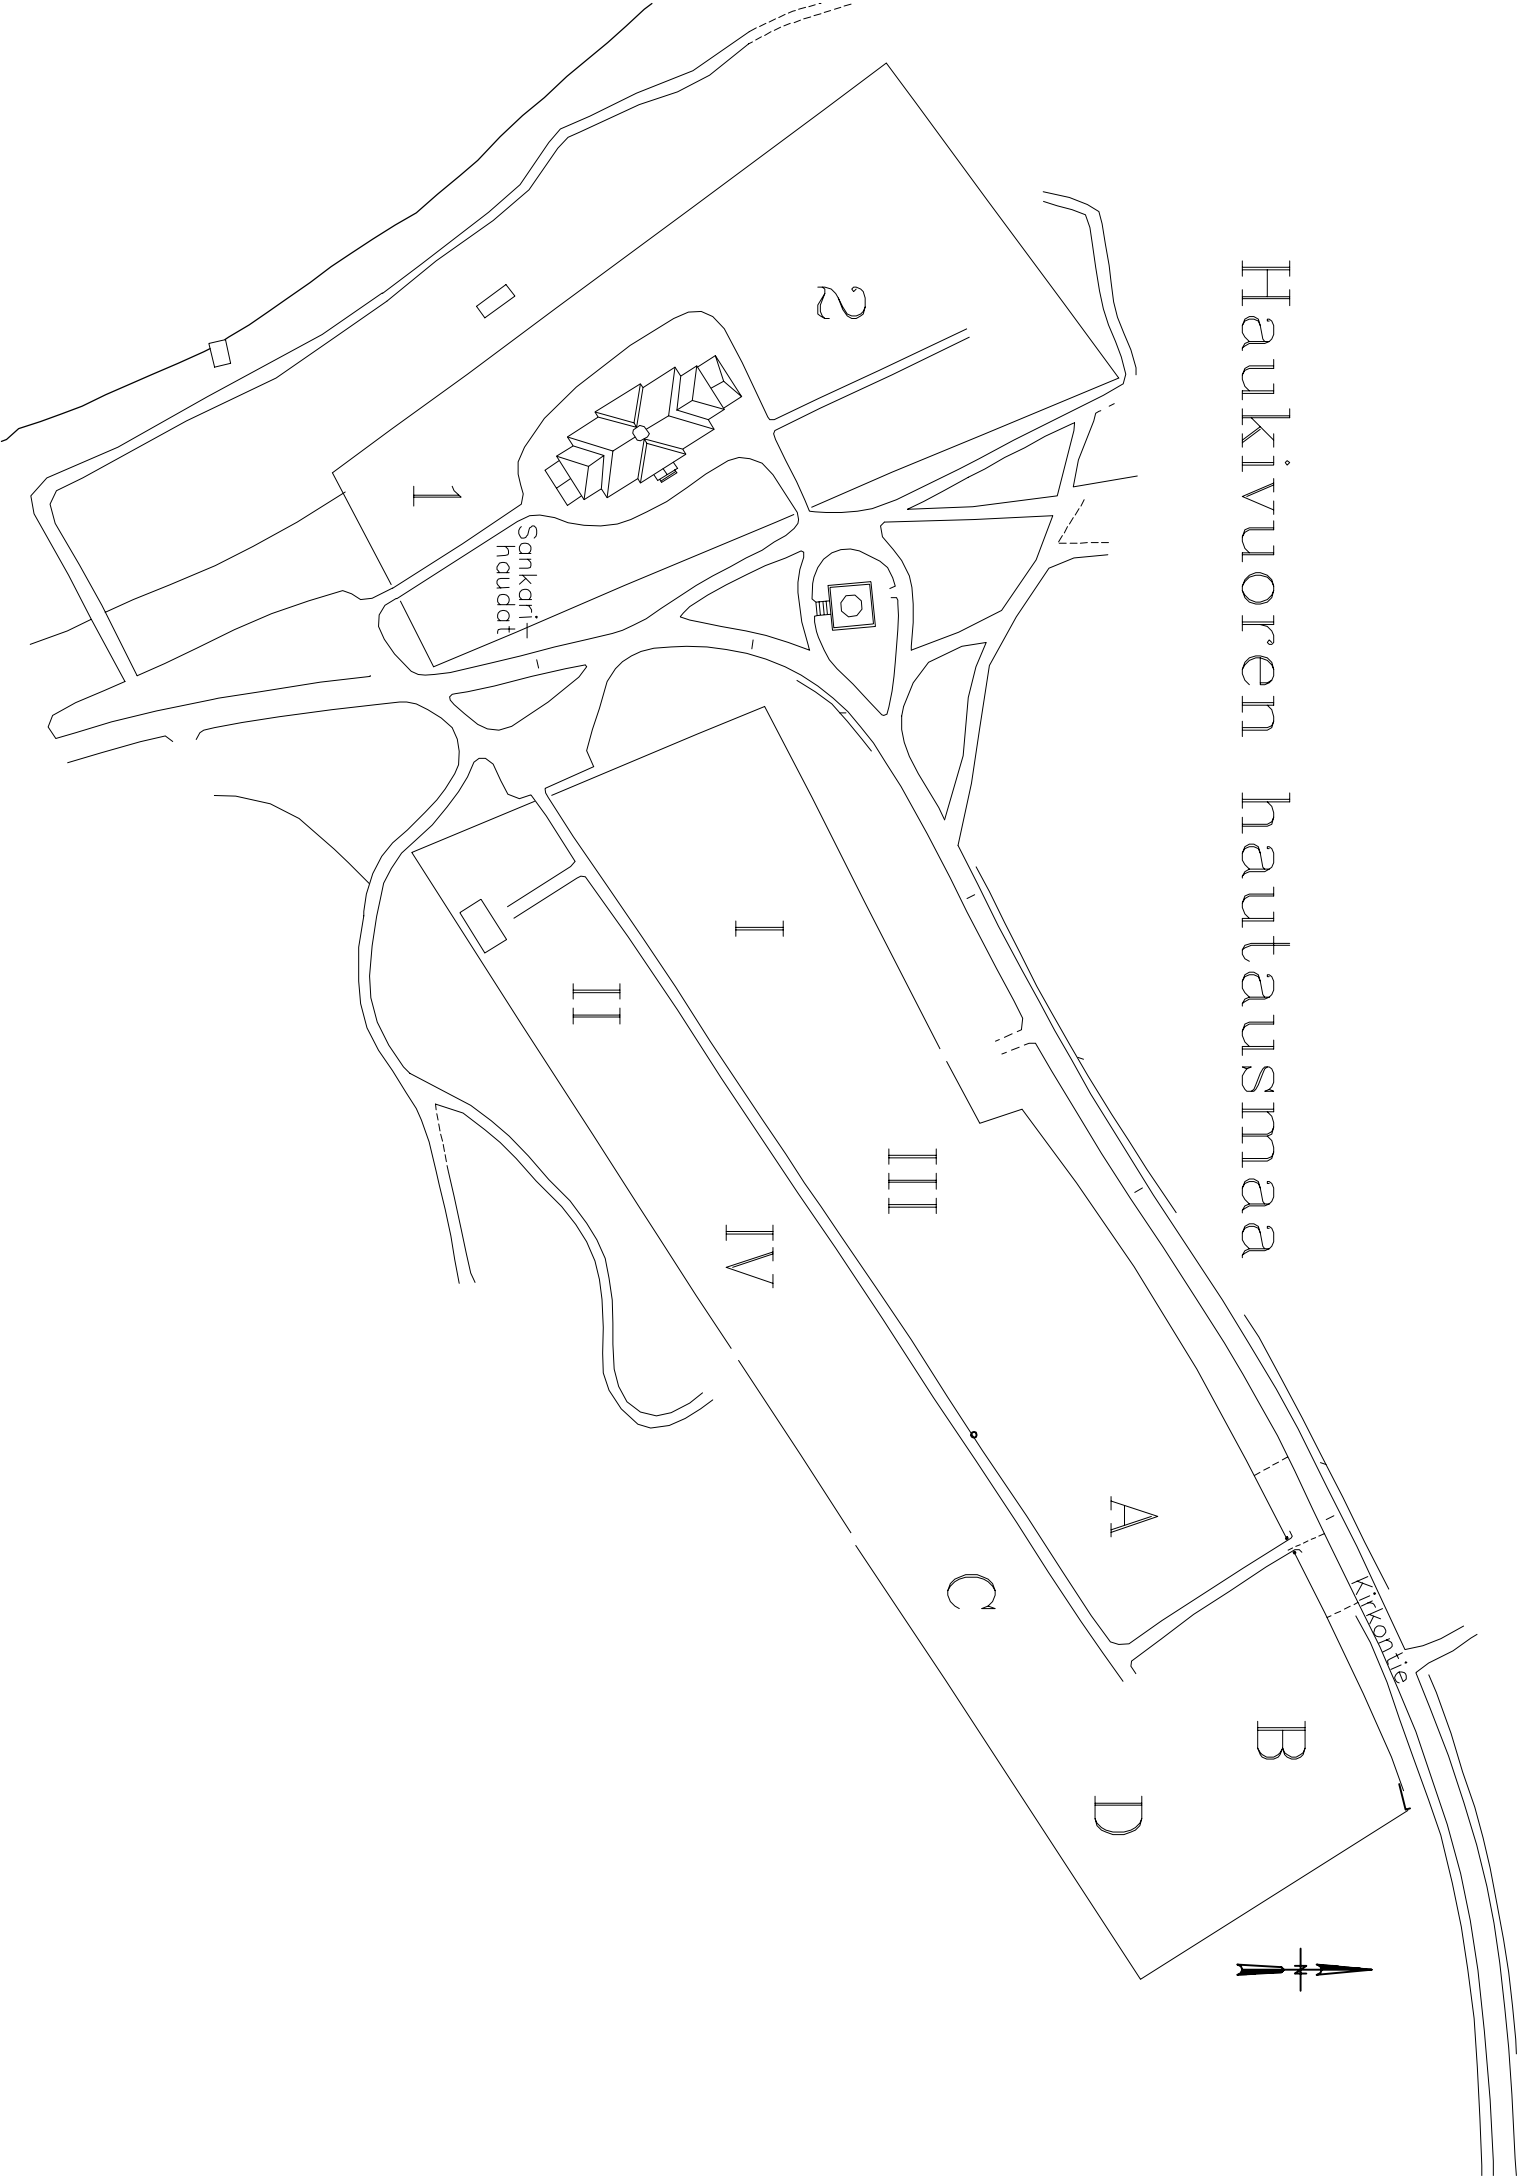 Haukivuoren hautausmaa
2
1
Sankari-
haudat
I
II
III
IV
A
B
C
D
Kirkontie
N